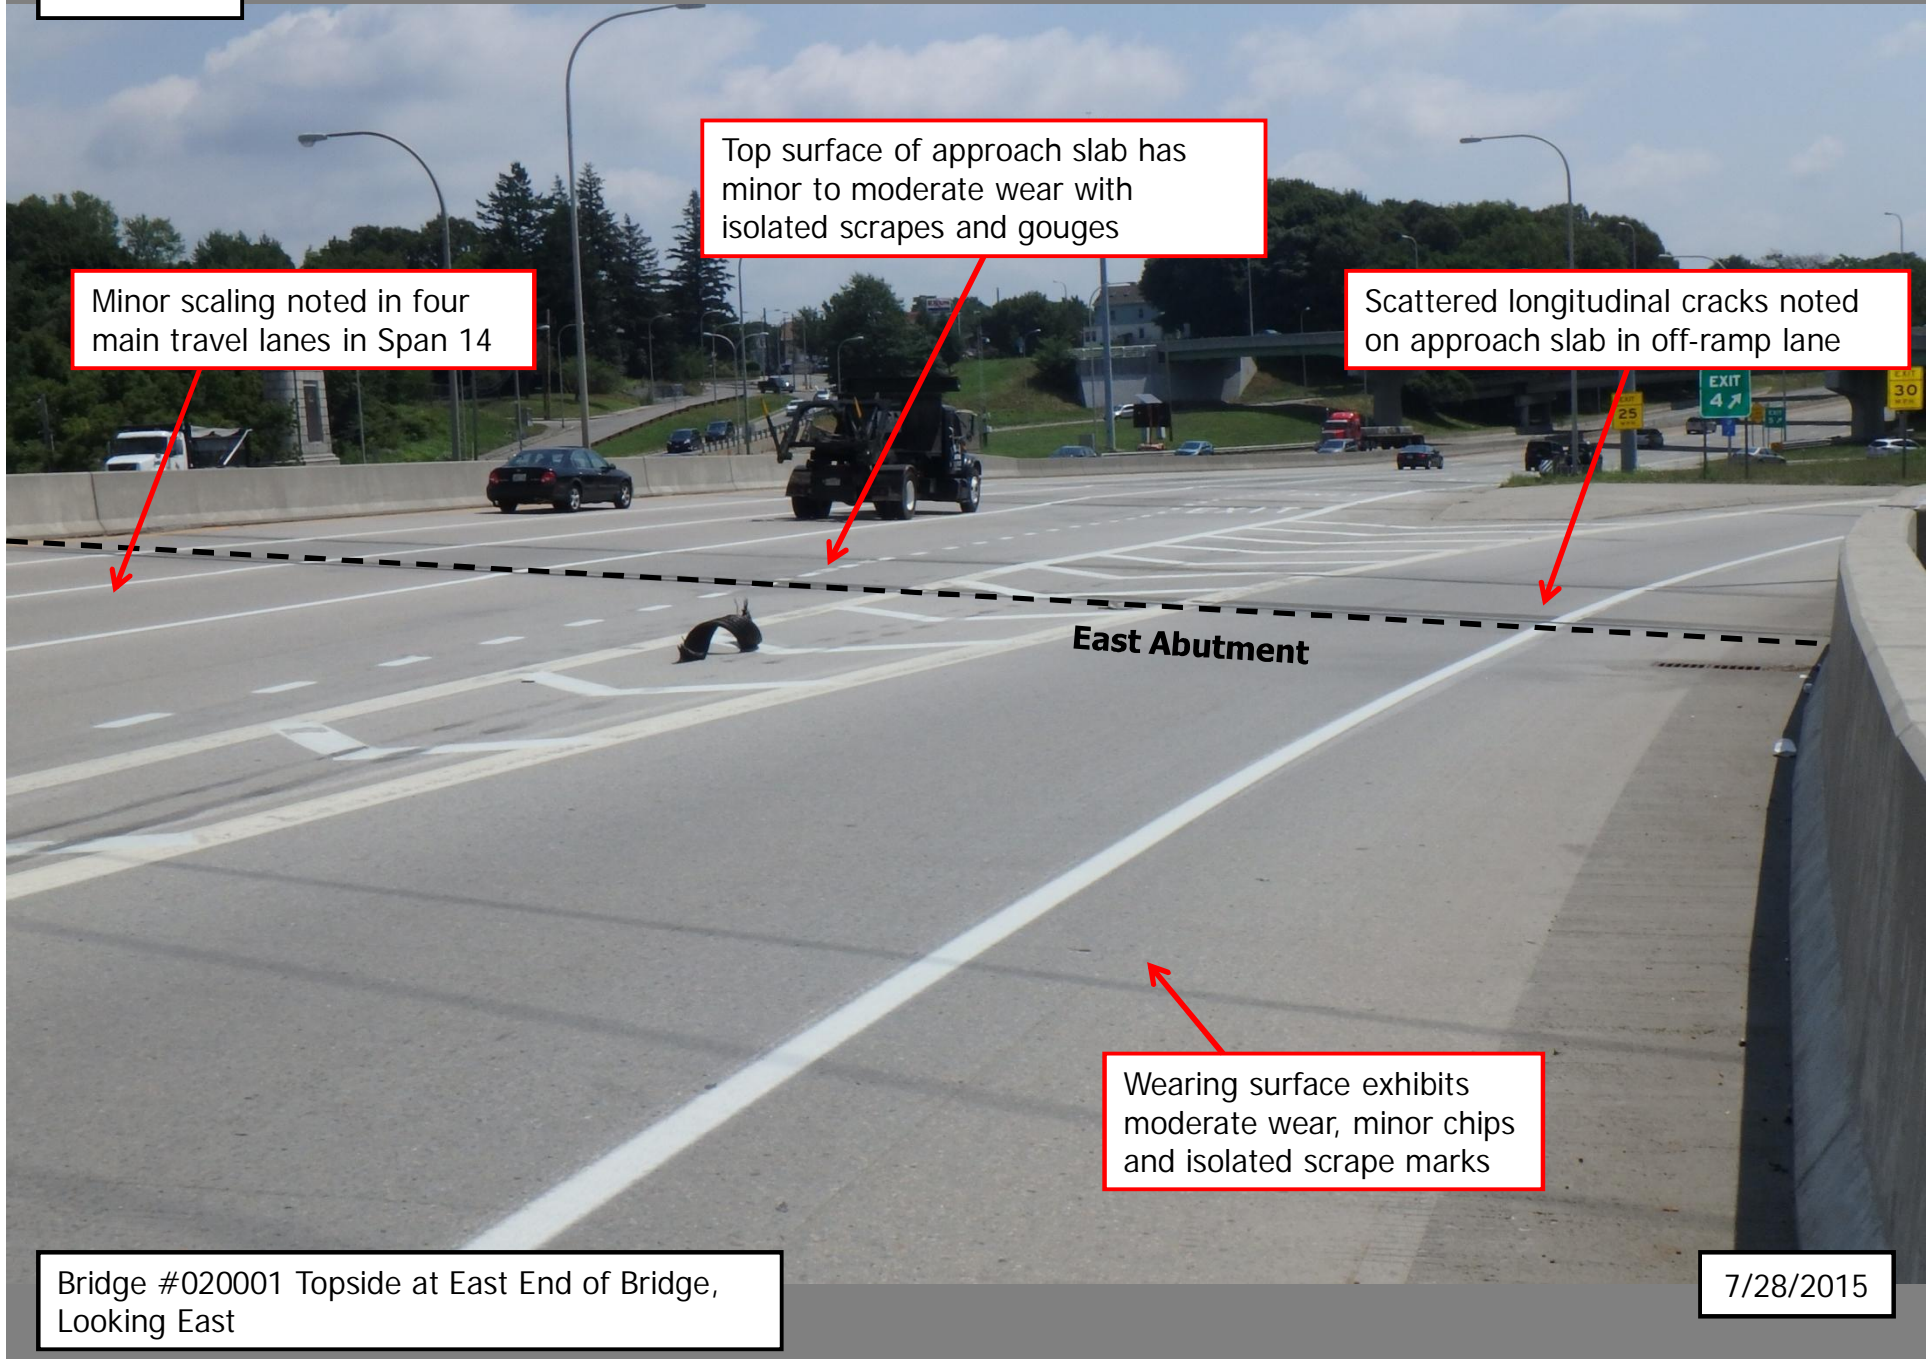 Top surface of approach slab has
minor to moderate wear with
isolated scrapes and gouges
Minor scaling noted in four
main travel lanes in Span 14
Scattered longitudinal cracks noted
on approach slab in off-ramp lane
EXIT
4
EXIT
25
EXIT
30
East Abutment
Wearing surface exhibits
moderate wear, minor chips
and isolated scrape marks
Bridge #020001 Topside at East End of Bridge,
Looking East
7/28/2015